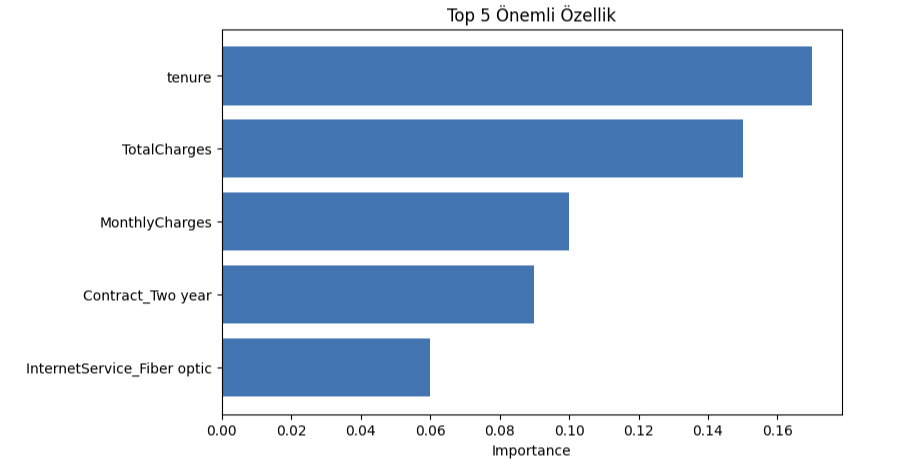 Top 5 Önemli Özellik
tenure
TotalCharges
MonthlyCharges
Contract_Two year
InternetService_Fiber optic
0.00 0.02 0.04 0.06 0.08 0.10 0.12 0.14 0.16
Importance